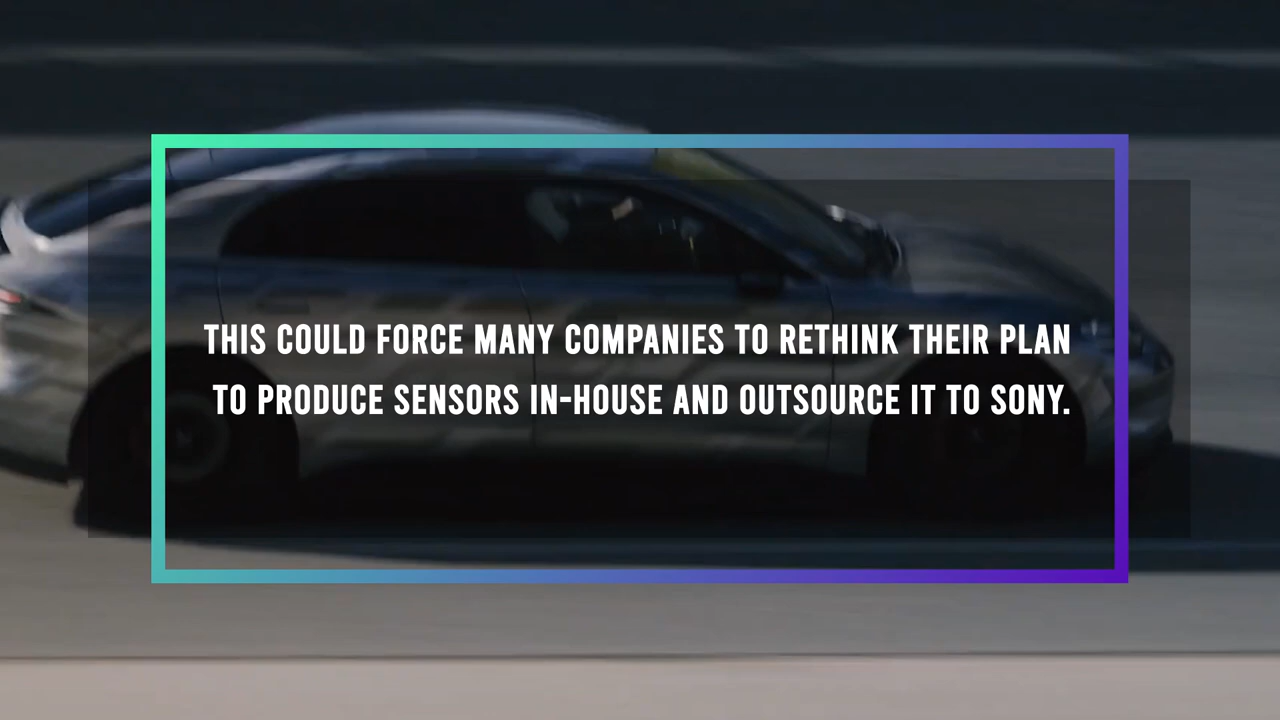 THIS COULD FORCE MANY COMPANIES TO RETHINK THEIR PLAN
TO PRODUCE SENSORS IN-HOUSE AND OUTSOURCE IT TO SONY.